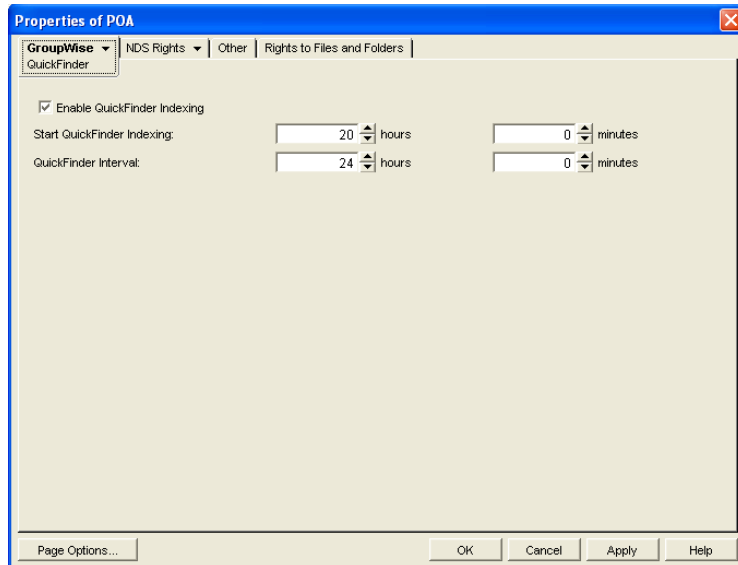 Properties of POA
GroupWise NDS Rights Other Rights to Files and Folders
QuickFinder
Enable QuickFinder Indexing
Start QuickFinder Indexing: 20 hours 0 minutes
QuickFinder Interval: 24 hours 0 minutes
Page Options... OK Cancel Apply Help